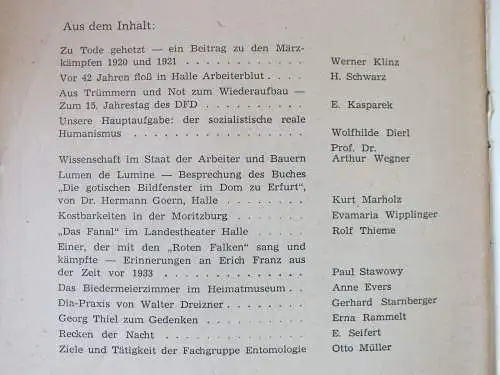 Aus dem Inhalt:
Zu Tode gehetzt — ein Beitrag zu den März-
kämpfen 1920 und 1921 . . . . . . . . . . . Werner Klinz
Vor 42 Jahren floß in Halle Arbeiterblut . . . . H. Schwarz
Aus Trümmern und Not zum Wiederaufbau —
Zum 15. Jahrestag des DFD . . . . . . . . . . E. Kasparek
Unsere Hauptaufgabe: der sozialistische reale
Humanismus . . . . . . . . . . . . . . . . Wolfhilde Dierl
Prof. Dr.
Wissenschaft im Staat der Arbeiter und Bauern Arthur Wegner
Lumen de Lumine — Besprechung des Buches
„Die gotischen Bildfenster im Dom zu Erfurt",
von Dr. Hermann Goern, Halle . . . . . . . . Kurt Marholz
Kostbarkeiten in der Moritzburg . . . . . . . Evamaria Wipplinger
„Das Fanal" im Landestheater Halle . . . . . Rolf Thieme
Einer, der mit den „Roten Falken" sang und
kämpfte — Erinnerungen an Erich Franz aus
der Zeit vor 1933 . . . . . . . . . . . . . Paul Stawowy
Das Biedermeierzimmer im Heimatmuseum . . . Anne Evers
Dia-Praxis von Walter Dreizner . . . . . . . Gerhard Starnberger
Georg Thiel zum Gedenken . . . . . . . . . Erna Rammelt
Recken der Nacht . . . . . . . . . . . . . E. Seifert
Ziele und Tätigkeit der Fachgruppe Entomologie Otto Müller